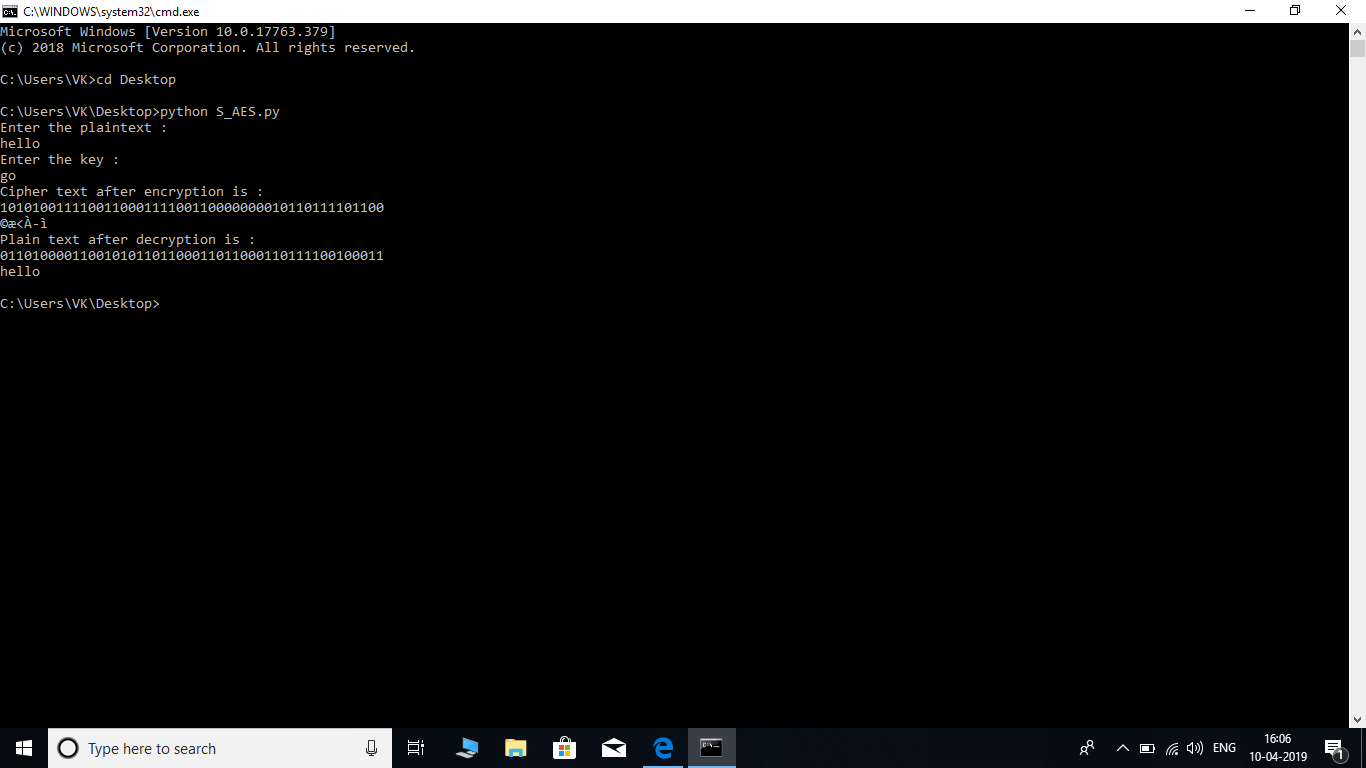 C:\WINDOWS\system32\cmd.exe
Microsoft Windows [Version 10.0.17763.379]
(c) 2018 Microsoft Corporation. All rights reserved.
C:\Users\VK>cd Desktop
C:\Users\VK\Desktop>python S_AES.py
Enter the plaintext :
hello
Enter the key :
go
Cipher text after encryption is :
101010011110011000111100110000000010110111101100
©æ<À-ì
Plain text after decryption is :
011010000110010101101100011011000110111100100011
hello
C:\Users\VK\Desktop>
Type here to search
ENG
16:06
10-04-2019
1